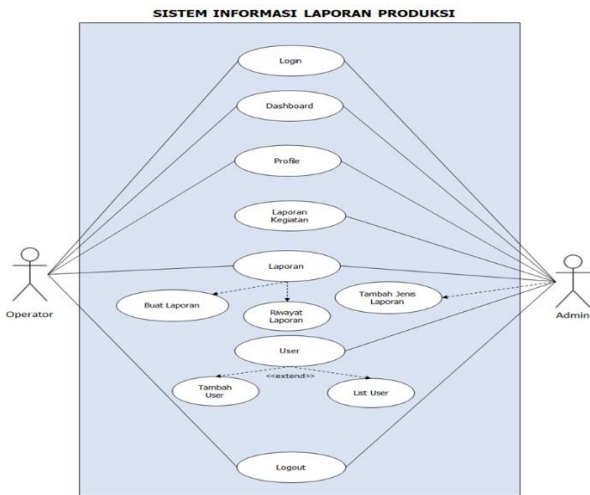 SISTEM INFORMASI LAPORAN PRODUKSI
Login
Dashboard
Profile
Laporan
Kegiatan
Laporan
Operator
Admin
Buat Laporan
Riwayat
Laporan
Tambah Jenis
Laporan
User
<<extend>>
Tambah
User
List User
Logout